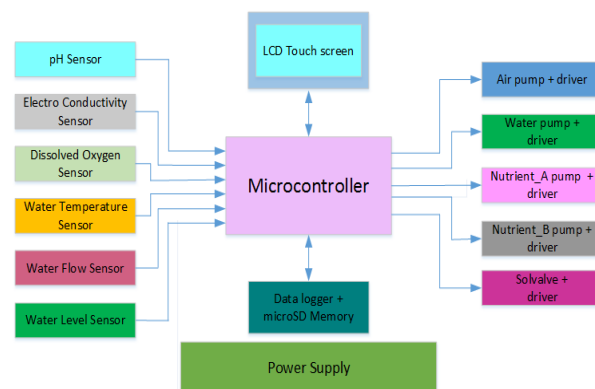 LCD Touch screen
pH Sensor
Electro Conductivity
Sensor
Dissolved Oxygen
Sensor
Water Temperature
Sensor
Water Flow Sensor
Water Level Sensor
Microcontroller
Air pump + driver
Water pump +
driver
Nutrient_A pump + 
driver
Nutrient_B pump +
driver
Solvalve +
driver
Data logger +
microSD Memory
Power Supply